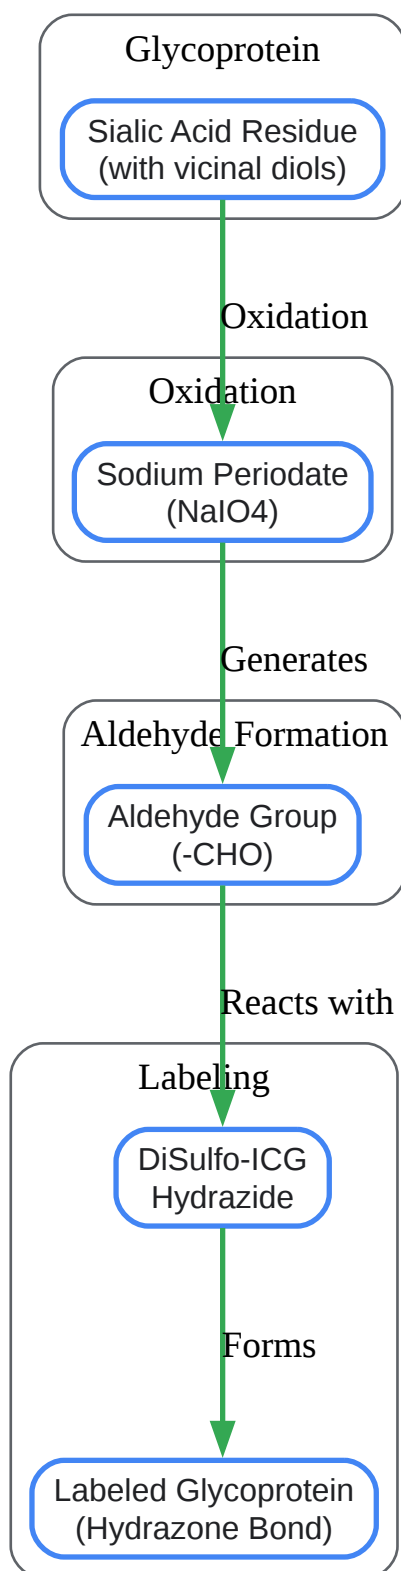 Glycoprotein
Sialic Acid Residue
(with vicinal diols)
Oxidation
Oxidation
Sodium Periodate
(NaIO4)
Generates
Aldehyde Formation
Aldehyde Group
(-CHO)
Reacts with
Labeling
DiSulfo-ICG
Hydrazide
Forms
Labeled Glycoprotein
(Hydrazone Bond)